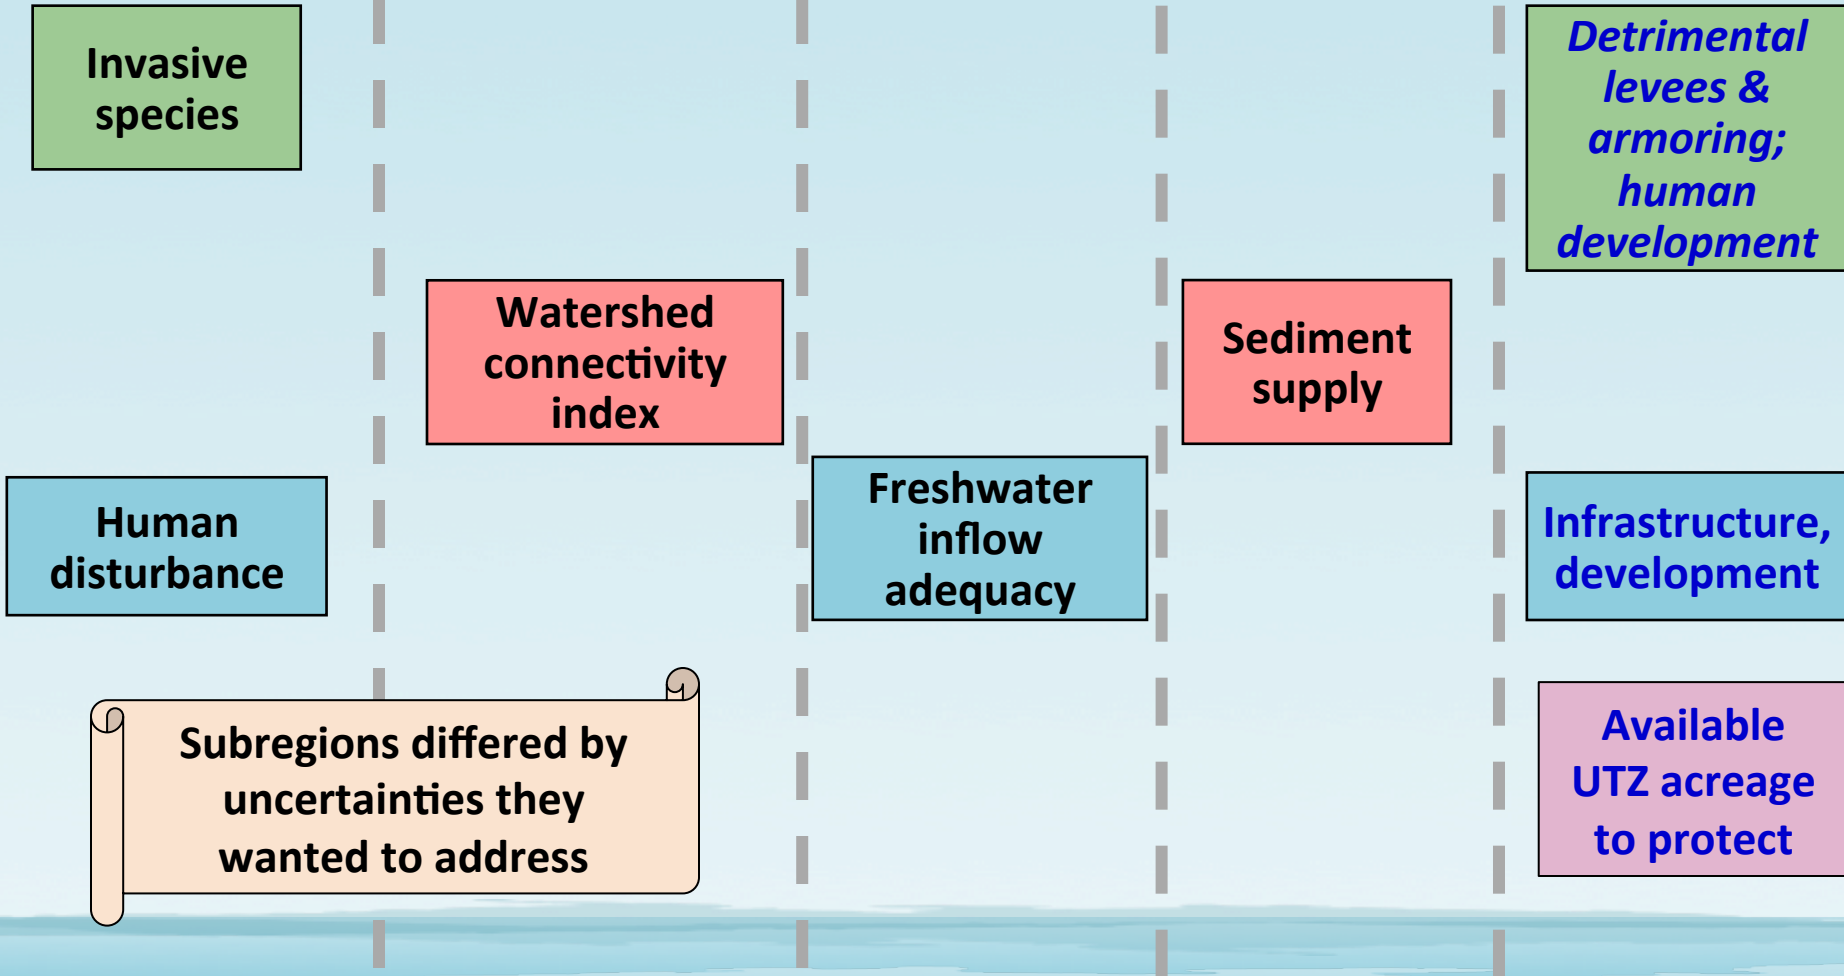 Invasive
species
Detrimental
levees &
armoring;
human
development
Watershed
connectivity
index
Sediment
supply
Human
disturbance
Freshwater
inflow
adequacy
Infrastructure,
development
Subregions differed by
uncertainties they
wanted to address
Available
UTZ acreage
to protect